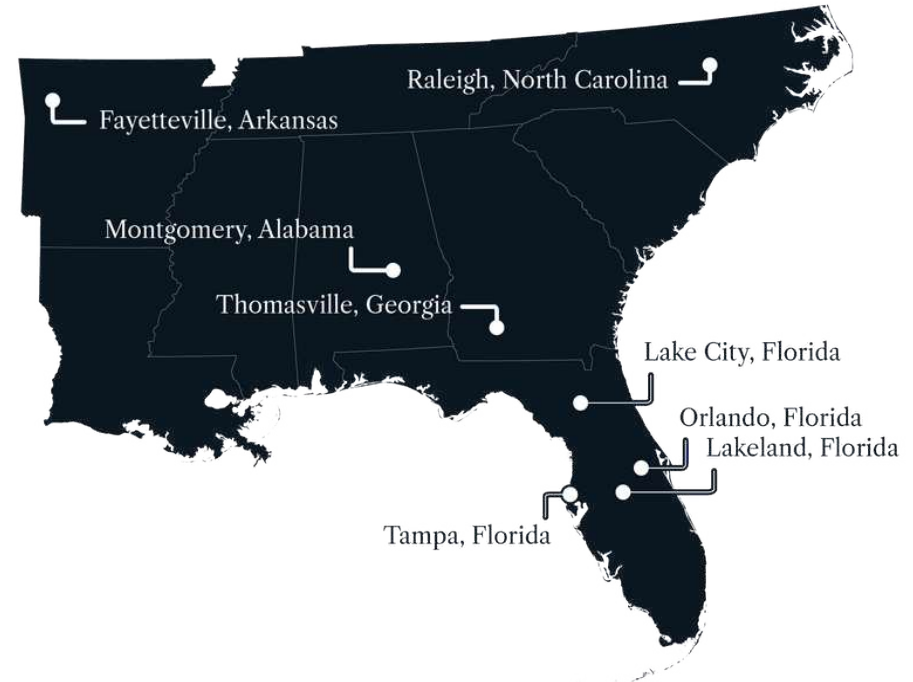 Raleigh, North Carolina
Fayetteville, Arkansas
Montgomery, Alabama
Thomasville, Georgia
Lake City, Florida
Orlando, Florida
Lakeland, Florida
Tampa, Florida